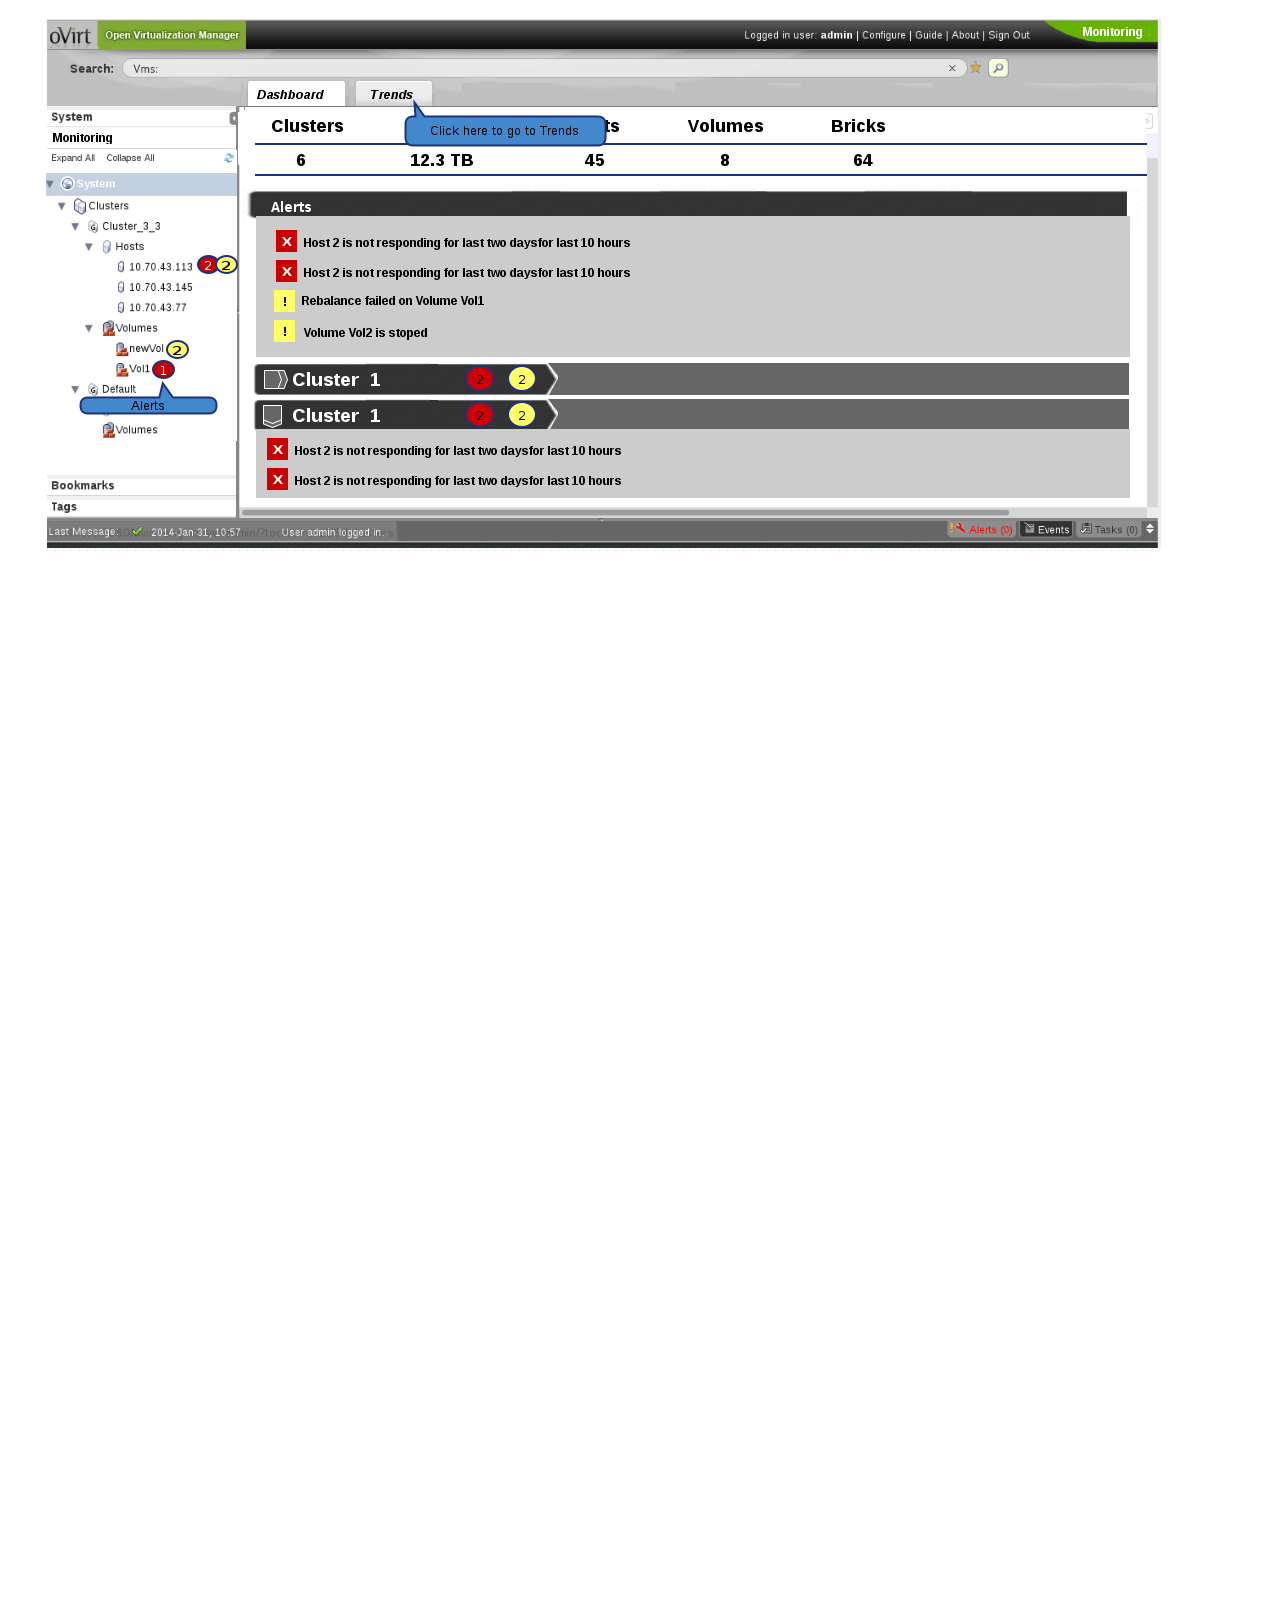 oVirt Open Virtualization Manager
Logged in user: admin | Configure | Guide | About | Sign Out
Monitoring
Search: Vms:
Dashboard Trends
Click here to go to Trends
System
Monitoring
Expand All Collapse All
System
Clusters
Cluster_3_3
Hosts
10.70.43.113 2 2
10.70.43.145
10.70.43.77
Volumes
newVol 2
Vol1 1
Default
Alerts
Volumes
Bookmarks
Tags
Clusters ts Volumes Bricks
6 12.3 TB 45 8 64
Alerts
X Host 2 is not responding for last two daysfor last 10 hours
X Host 2 is not responding for last two daysfor last 10 hours
! Rebalance failed on Volume Vol1
! Volume Vol2 is stoped
Cluster 1 2 2
Cluster 1 2 2
X Host 2 is not responding for last two daysfor last 10 hours
X Host 2 is not responding for last two daysfor last 10 hours
Last Message: 2014-Jan-31, 10:57 User admin logged in.
Alerts (0) Events Tasks (0)